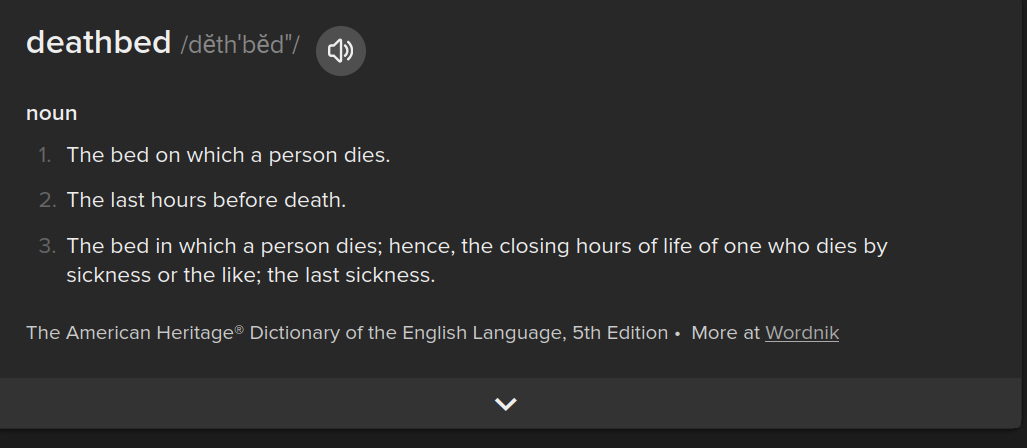 deathbed /dĕth'bĕd"/
noun
1. The bed on which a person dies.
2. The last hours before death.
3. The bed in which a person dies; hence, the closing hours of life of one who dies by
sickness or the like; the last sickness.
The American Heritage® Dictionary of the English Language, 5th Edition • More at Wordnik